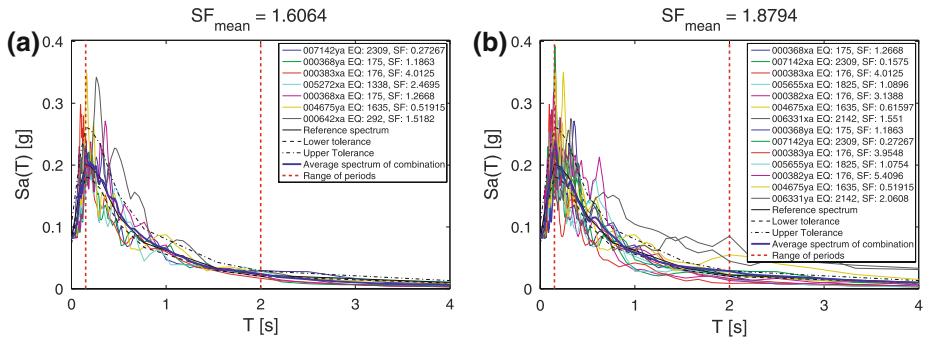 SFmean = 1.6064
(a)
Sa(T) [g]
0.4
0.3
0.2
0.1
0
007142ya EQ: 2309, SF: 0.27267
000368ya EQ: 175, SF: 1.1863
000383xa EQ: 176, SF: 4.0125
005272xa EQ: 1338, SF: 2.4695
000368xa EQ: 175, SF: 1.2668
004675ya EQ: 1635, SF: 0.51915
000642xa EQ: 292, SF: 1.5182
Reference spectrum
Lower tolerance
Upper Tolerance
Average spectrum of combination
Range of periods
0 1 2 3 4
T [s]
SFmean = 1.8794
(b)
Sa(T) [g]
0.4
0.3
0.2
0.1
0
000368xa EQ: 175, SF: 1.2668
007142xa EQ: 2309, SF: 0.1575
000383xa EQ: 176, SF: 4.0125
005655xa EQ: 1825, SF: 1.0896
000382xa EQ: 176, SF: 3.1388
004675xa EQ: 1635, SF: 0.61597
006331xa EQ: 2142, SF: 1.551
000368ya EQ: 175, SF: 1.1863
007142ya EQ: 2309, SF: 0.27267
000383ya EQ: 176, SF: 3.9548
005655ya EQ: 1825, SF: 1.0754
000382ya EQ: 176, SF: 5.4096
004675ya EQ: 1635, SF: 0.51915
006331ya EQ: 2142, SF: 2.0608
Reference spectrum
Lower tolerance
Upper Tolerance
Average spectrum of combination
Range of periods
0 1 2 3 4
T [s]